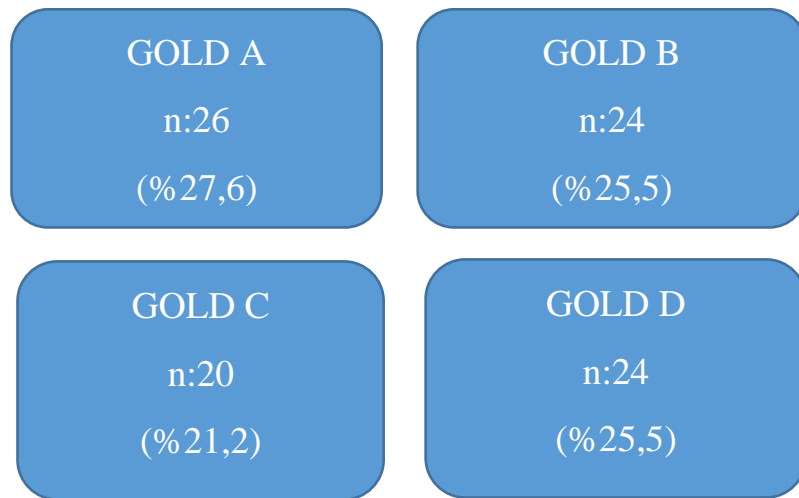 GOLD A
n:26
(%27,6)
GOLD B
n:24
(%25,5)
GOLD C
n:20
(%21,2)
GOLD D
n:24
(%25,5)